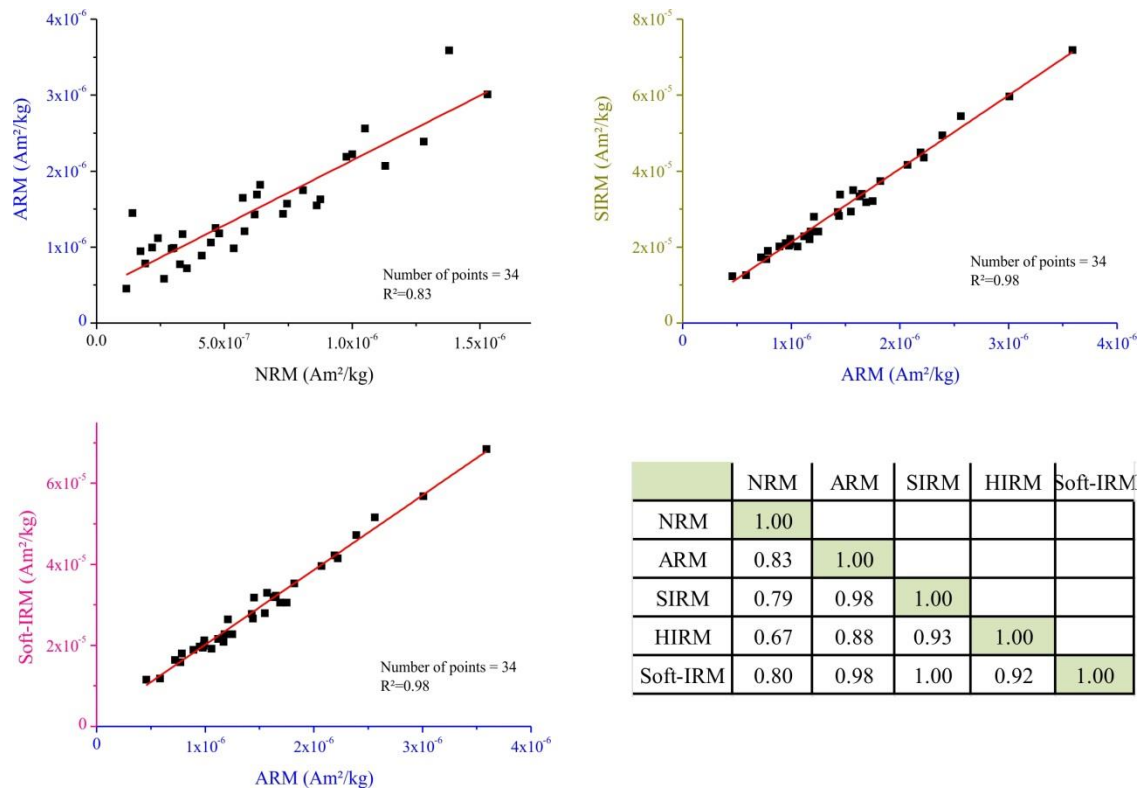 4x10⁻⁶
3x10⁻⁶
2x10⁻⁶
1x10⁻⁶
0
ARM (Am²/kg)
Number of points = 34
R²=0.83
0.0
5.0x10⁻⁷
1.0x10⁻⁶
1.5x10⁻⁶
NRM (Am²/kg)
8x10⁻⁵
6x10⁻⁵
4x10⁻⁵
2x10⁻⁵
0
SIRM (Am²/kg)
Number of points = 34
R²=0.98
0
1x10⁻⁶
2x10⁻⁶
3x10⁻⁶
4x10⁻⁶
ARM (Am²/kg)
6x10⁻⁵
4x10⁻⁵
2x10⁻⁵
0
Soft-IRM (Am²/kg)
Number of points = 34
R²=0.98
0
1x10⁻⁶
2x10⁻⁶
3x10⁻⁶
4x10⁻⁶
ARM (Am²/kg)
NRM ARM SIRM HIRM Soft-IRM
NRM 1.00
ARM 0.83 1.00
SIRM 0.79 0.98 1.00
HIRM 0.67 0.88 0.93 1.00
Soft-IRM 0.80 0.98 1.00 0.92 1.00